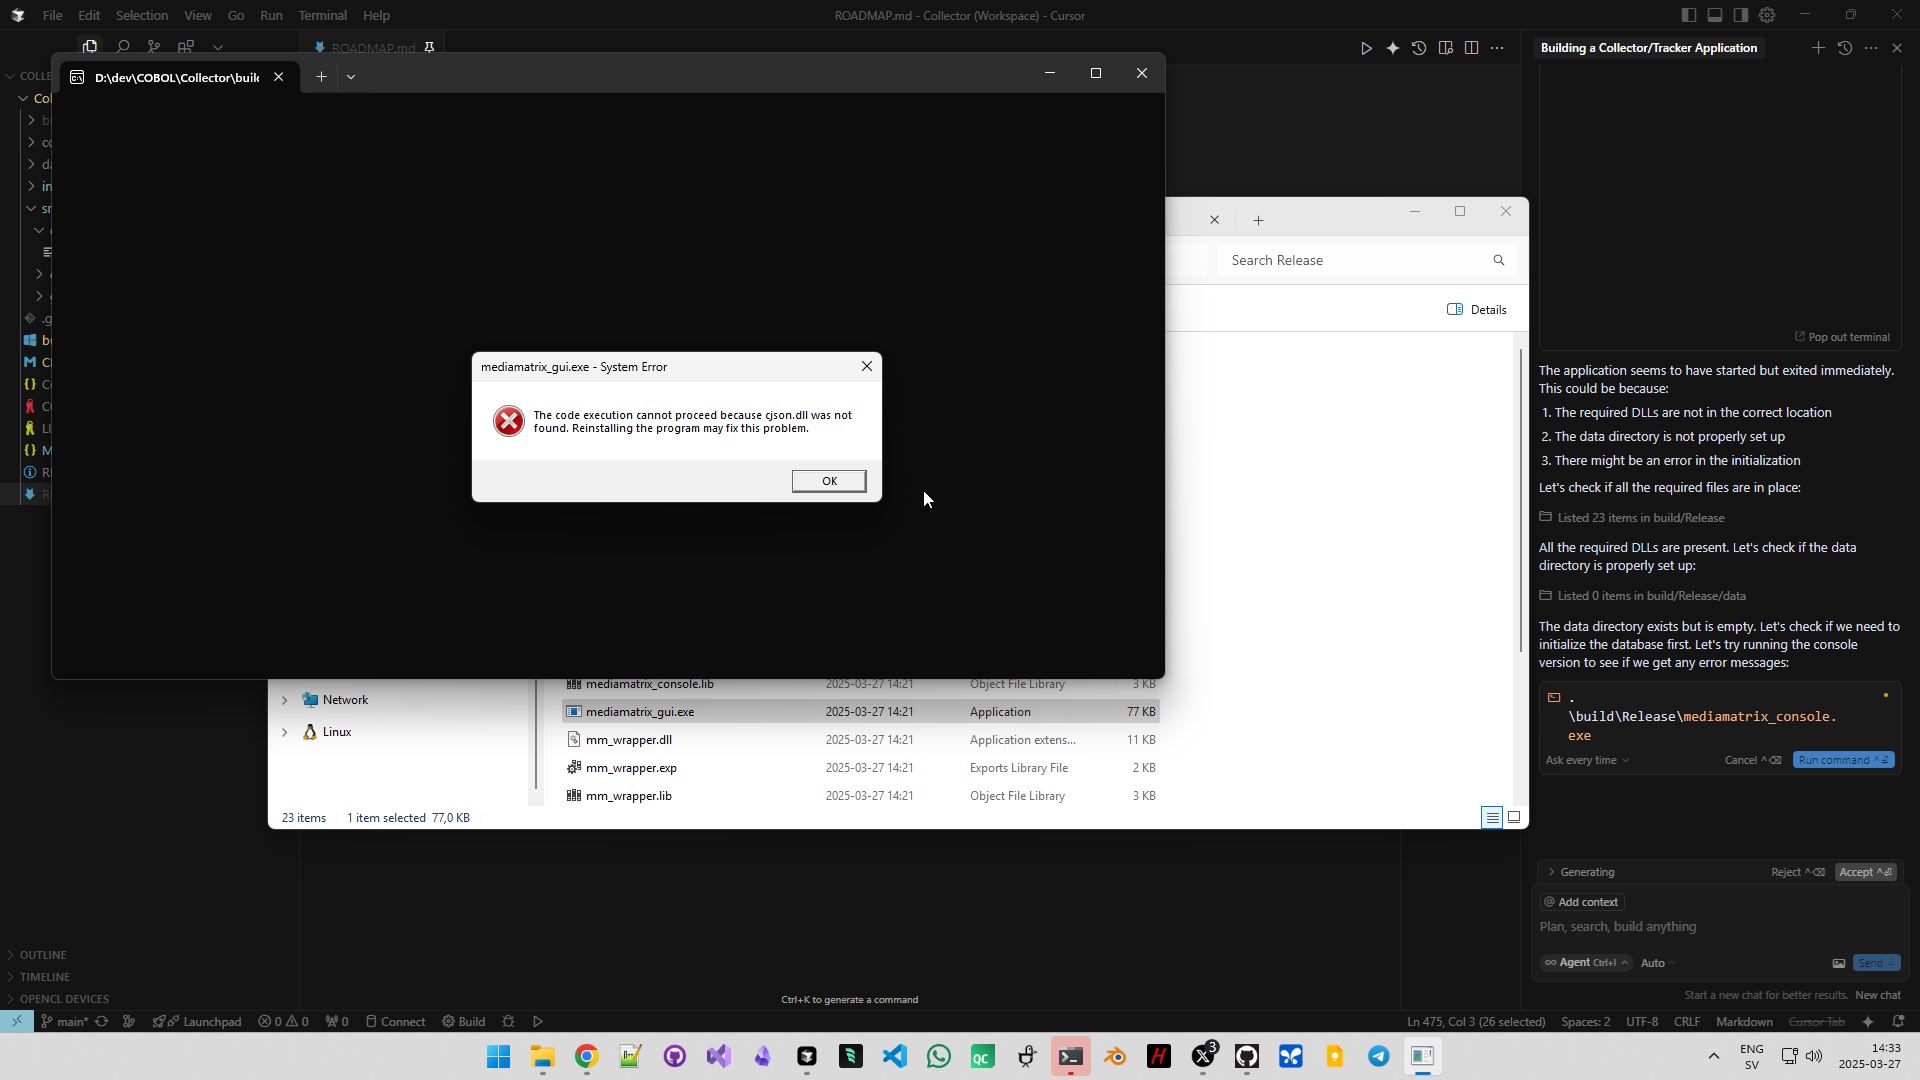 File Edit Selection View Go Run Terminal Help
ROADMAP.md - Collector (Workspace) - Cursor
ROADMAP.md
Building a Collector/Tracker Application
D:\dev\COBOL\Collector\build
Search Release
Details
Pop out terminal
mediamatrix_gui.exe - System Error
The code execution cannot proceed because cjson.dll was not
found. Reinstalling the program may fix this problem.
OK
The application seems to have started but exited immediately.
This could be because:
1. The required DLLs are not in the correct location
2. The data directory is not properly set up
3. There might be an error in the initialization
Let's check if all the required files are in place:
Listed 23 items in build/Release
All the required DLLs are present. Let's check if the data
directory is properly set up:
Listed 0 items in build/Release/data
The data directory exists but is empty. Let's check if we need to
initialize the database first. Let's try running the console
version to see if we get any error messages:
.
\build\Release\mediamatrix_console.
exe
Ask every time
Cancel
Run command
Network
Linux
mediamatrix_console.lib 2025-03-27 14:21 Object File Library 3 KB
mediamatrix_gui.exe 2025-03-27 14:21 Application 77 KB
mm_wrapper.dll 2025-03-27 14:21 Application extens... 11 KB
mm_wrapper.exp 2025-03-27 14:21 Exports Library File 2 KB
mm_wrapper.lib 2025-03-27 14:21 Object File Library 3 KB
23 items 1 item selected 77,0 KB
Generating
Reject
Accept
@ Add context
Plan, search, build anything
Agent Ctrl+I
Auto
Send
Start a new chat for better results. New chat
OUTLINE
TIMELINE
OPENCL DEVICES
Ctrl+K to generate a command
main*
Launchpad
0 0
0
Connect
Build
Ln 475, Col 3 (26 selected)
Spaces: 2
UTF-8
CRLF
Markdown
Cursor Tab
QC
3
ENG
SV
14:33
2025-03-27